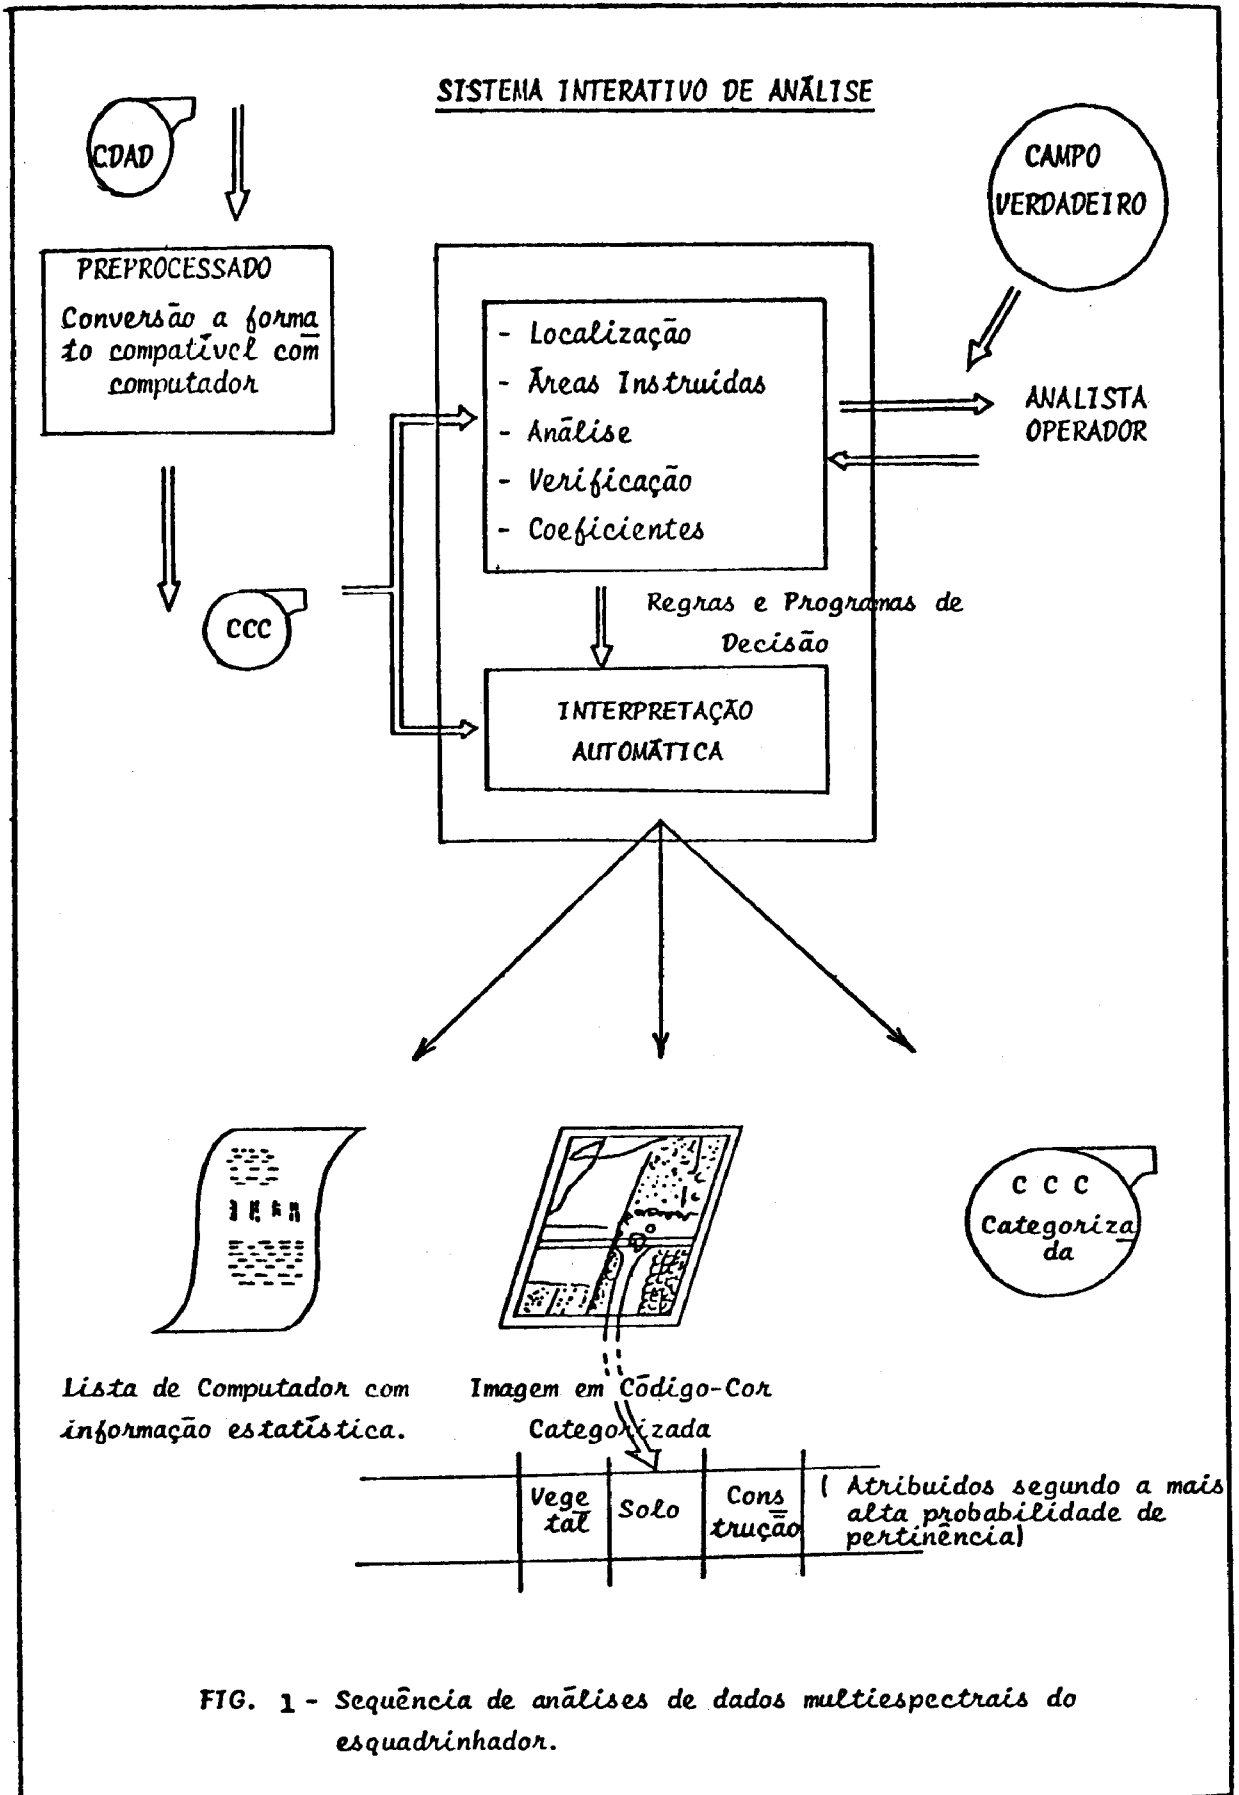 SISTEMA INTERATIVO DE ANÁLISE
CDAD
CAMPO
VERDADEIRO
PREPROCESSADO
Conversão a forma
to compatível com
computador
- Localização
- Áreas Instruídas
- Análise
- Verificação
- Coeficientes
ANALISTA
OPERADOR
CCC
Regras e Programas de
Decisão
INTERPRETAÇÃO
AUTOMÁTICA
C C C
Categoriza
da
Lista de Computador com
informação estatística.
Imagem em Código-Cor
Categorizada
Vege
tal
Solo
Cons
trução
( Atribuidos segundo a mais
alta probabilidade de
pertinência)
FIG. 1 - Sequência de análises de dados multiespectrais do
esquadrinhador.